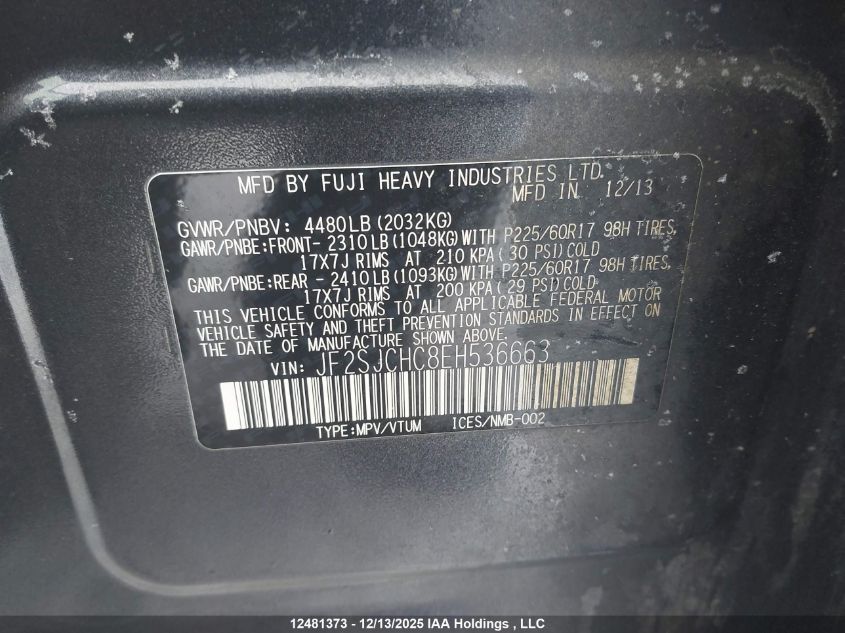 MFD BY FUJI HEAVY INDUSTRIES LTD.
MFD IN 12/13
GVWR/PNBV: 4480LB(2032KG)
GAWR/PNBE:FRONT- 2310LB(1048KG)WITH P225/60R17 98H TIRES,
17X7J RIMS AT 210 KPA( 30 PSI)COLD
GAWR/PNBE:REAR - 2410LB(1093KG)WITH P225/60R17 98H TIRES,
17X7J RIMS AT 200 KPA( 29 PSI)COLD
THIS VEHICLE CONFORMS TO ALL APPLICABLE FEDERAL MOTOR
VEHICLE SAFETY AND THEFT PREVENTION STANDARDS IN EFFECT ON
THE DATE OF MANUFACTURE SHOWN ABOVE.
VIN: JF2SJCHC8EH536663
TYPE:MPV/VTUM ICES/NMB-002
12481373 - 12/13/2025 IAA Holdings , LLC